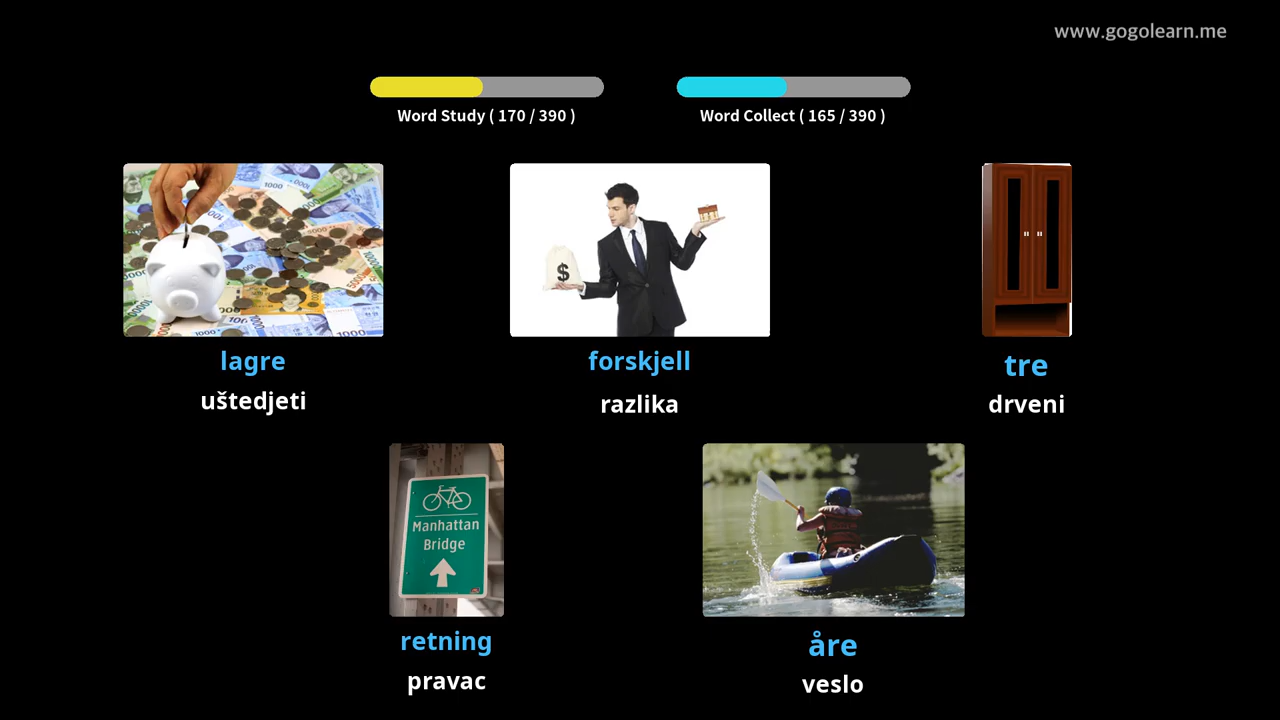 www.gogolearn.me
Word Study ( 170 / 390 )
Word Collect ( 165 / 390 )
lagre
uštedjeti
$
forskjell
razlika
tre
drveni
Manhattan
Bridge
retning
pravac
åre
veslo